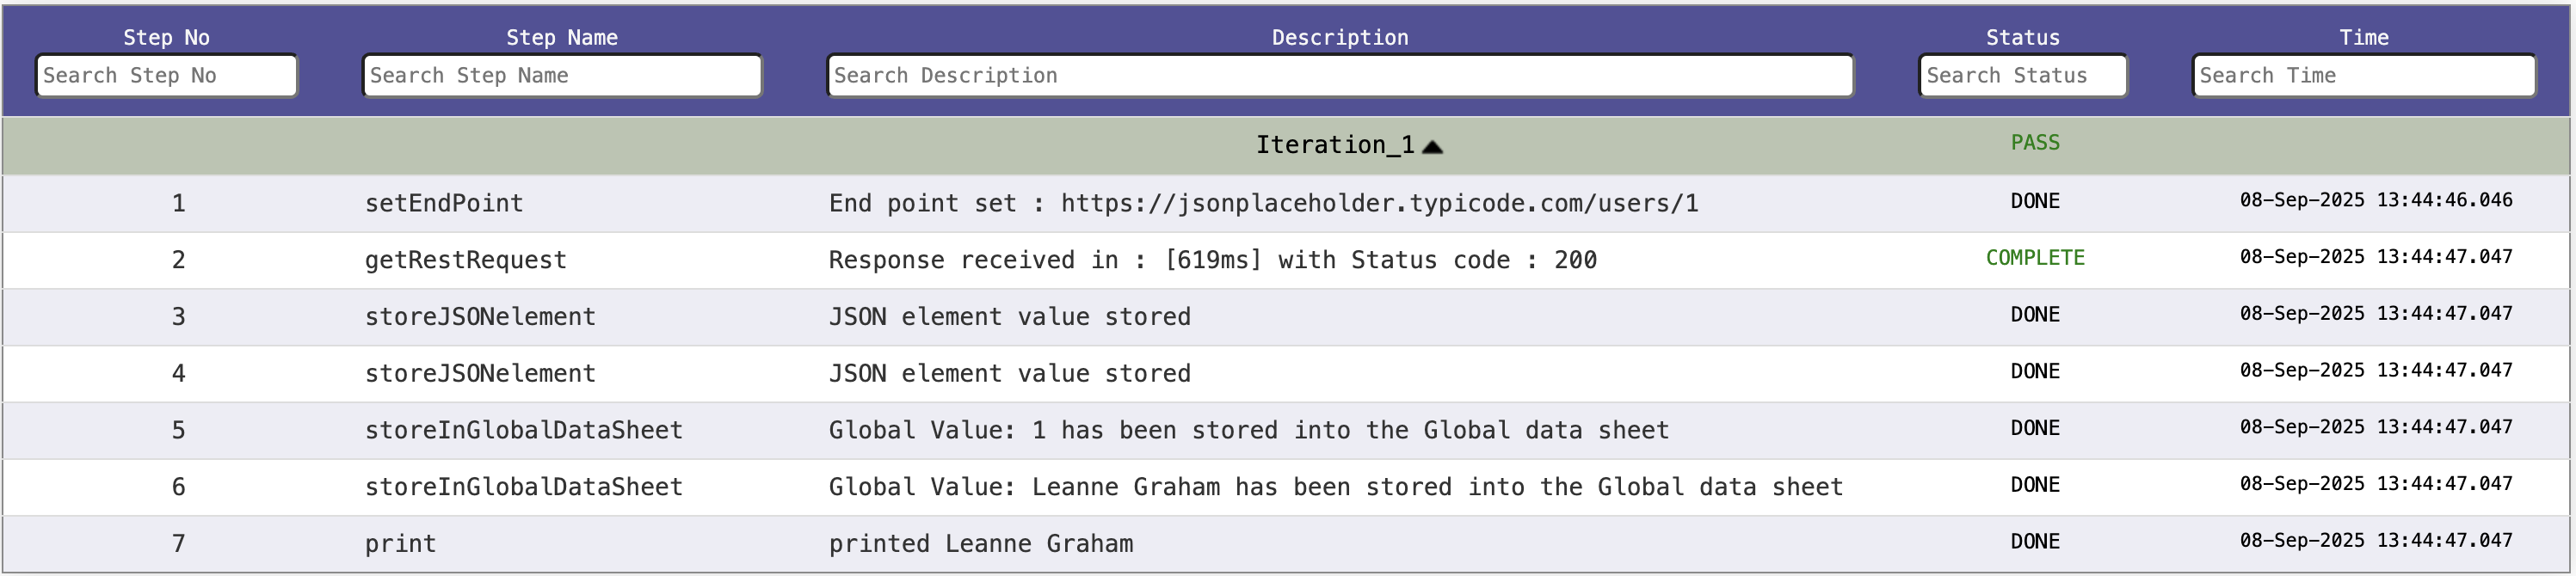 Step No Step Name Description Status Time
Search Step No Search Step Name Search Description Search Status Search Time
Iteration_1 PASS
1 setEndPoint End point set : https://jsonplaceholder.typicode.com/users/1 DONE 08-Sep-2025 13:44:46.046
2 getRestRequest Response received in : [619ms] with Status code : 200 COMPLETE 08-Sep-2025 13:44:47.047
3 storeJSONelement JSON element value stored DONE 08-Sep-2025 13:44:47.047
4 storeJSONelement JSON element value stored DONE 08-Sep-2025 13:44:47.047
5 storeInGlobalDataSheet Global Value: 1 has been stored into the Global data sheet DONE 08-Sep-2025 13:44:47.047
6 storeInGlobalDataSheet Global Value: Leanne Graham has been stored into the Global data sheet DONE 08-Sep-2025 13:44:47.047
7 print printed Leanne Graham DONE 08-Sep-2025 13:44:47.047